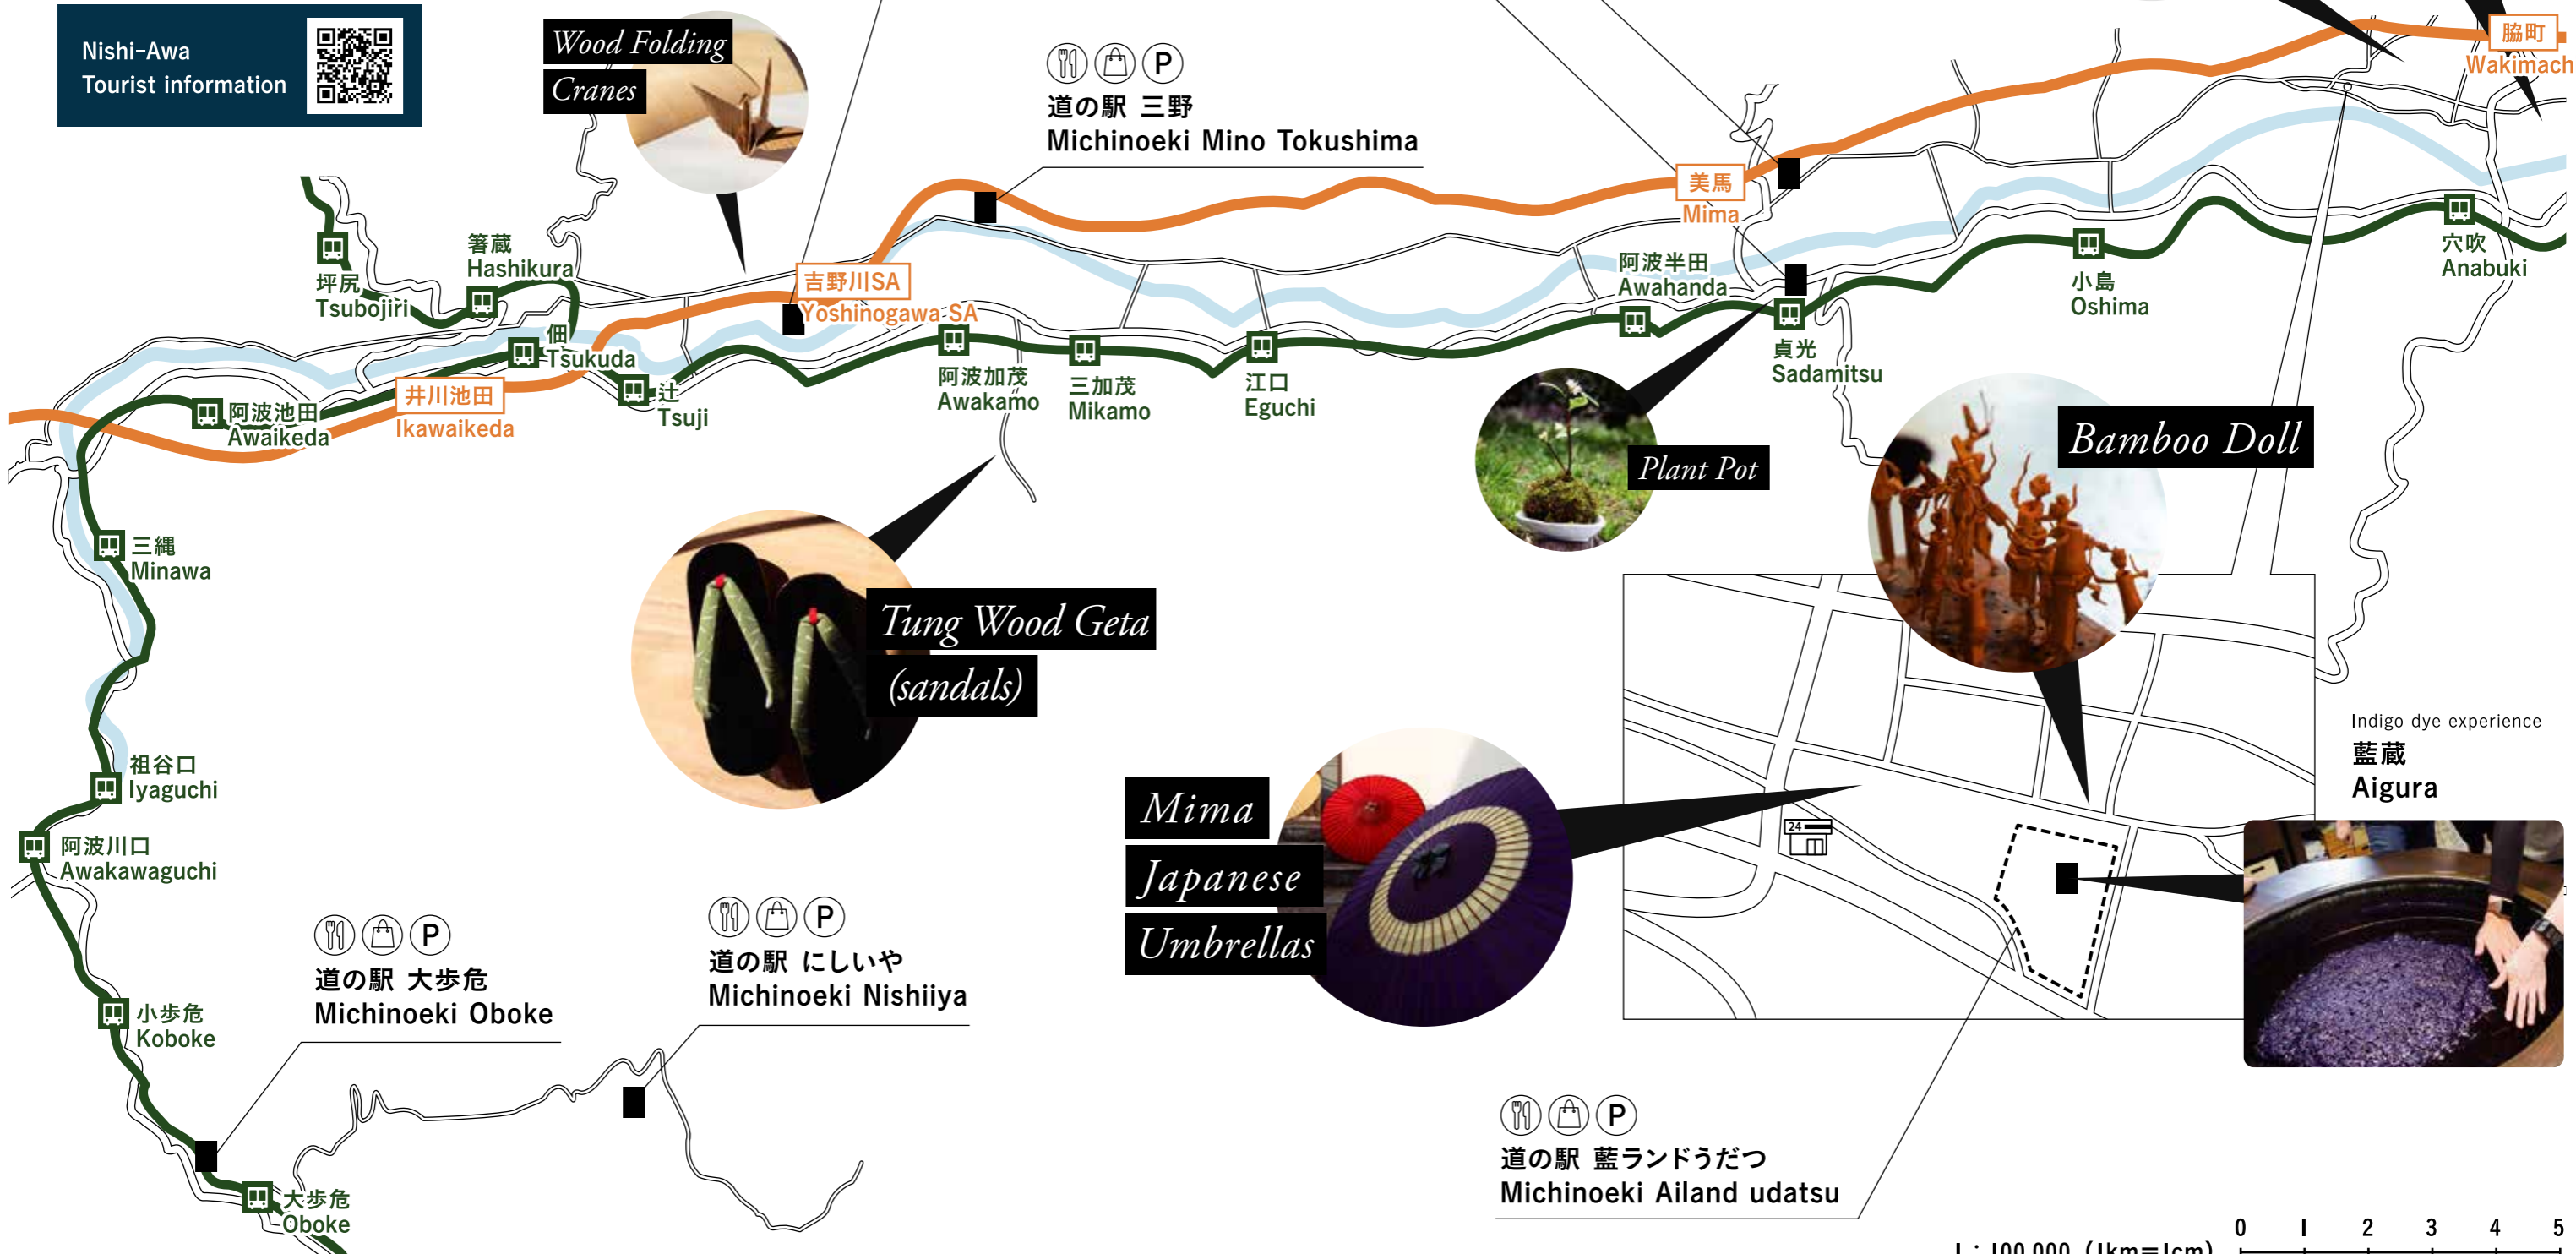 Nishi-Awa
Tourist information
Wood Folding
Cranes
道の駅 三野
Michinoeki Mino Tokushima
脇町
Wakimach
美馬
Mima
坪尻
Tsubojiri
箸蔵
Hashikura
吉野川SA
Yoshinogawa SA
佃
Tsukuda
井川池田
Ikawaikeda
阿波池田
Awaikeda
辻
Tsuji
阿波加茂
Awakamo
三加茂
Mikamo
江口
Eguchi
阿波半田
Awahanda
貞光
Sadamitsu
小島
Oshima
穴吹
Anabuki
Plant Pot
Bamboo Doll
三縄
Minawa
Tung Wood Geta
(sandals)
祖谷口
Iyaguchi
阿波川口
Awakawaguchi
Mima
Japanese
Umbrellas
24
Indigo dye experience
藍蔵
Aigura
道の駅 大歩危
Michinoeki Oboke
道の駅 にしいや
Michinoeki Nishiiya
小歩危
Koboke
大歩危
Oboke
道の駅 藍ランドうだつ
Michinoeki Ailand udatsu
0 1 2 3 4 5
1：100,000 (1km=1cm)